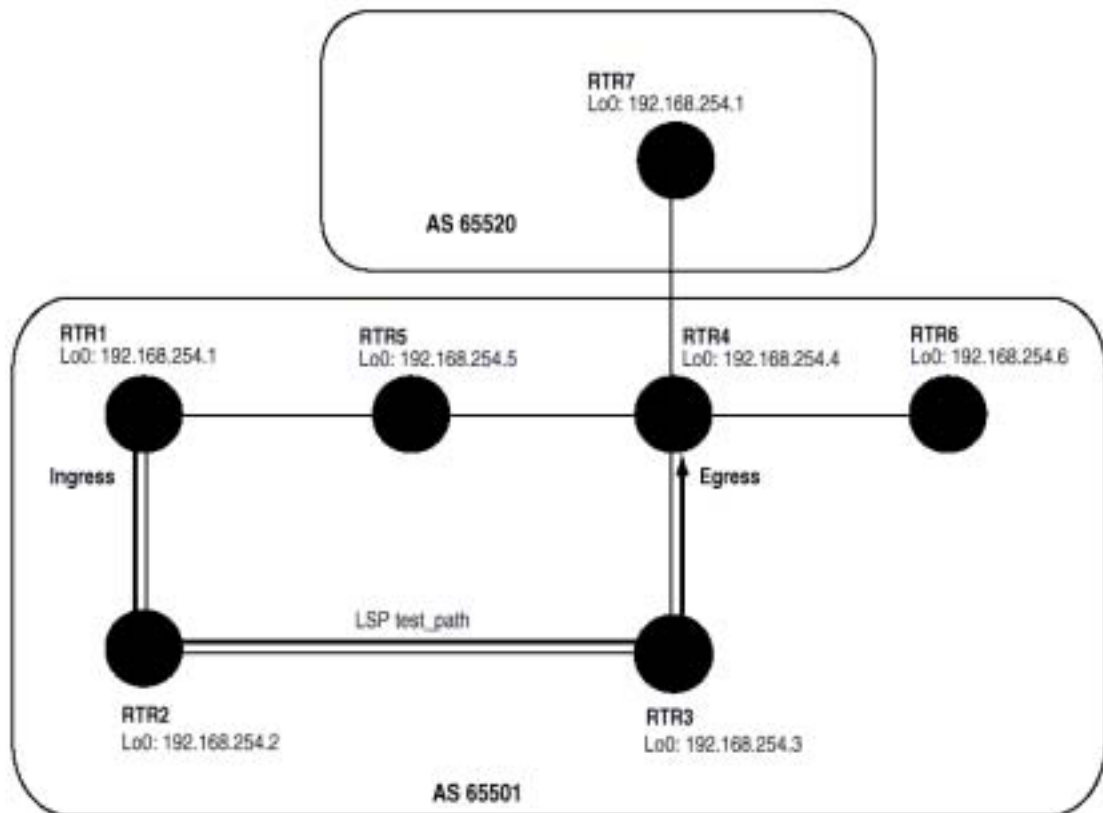 RTR7
Lo0: 192.168.254.1
AS 65520
RTR1
Lo0: 192.168.254.1
RTR5
Lo0: 192.168.254.5
RTR4
Lo0: 192.168.254.4
RTR6
Lo0: 192.168.254.6
Ingress
Egress
LSP test_path
RTR2
Lo0: 192.168.254.2
RTR3
Lo0: 192.168.254.3
AS 65501